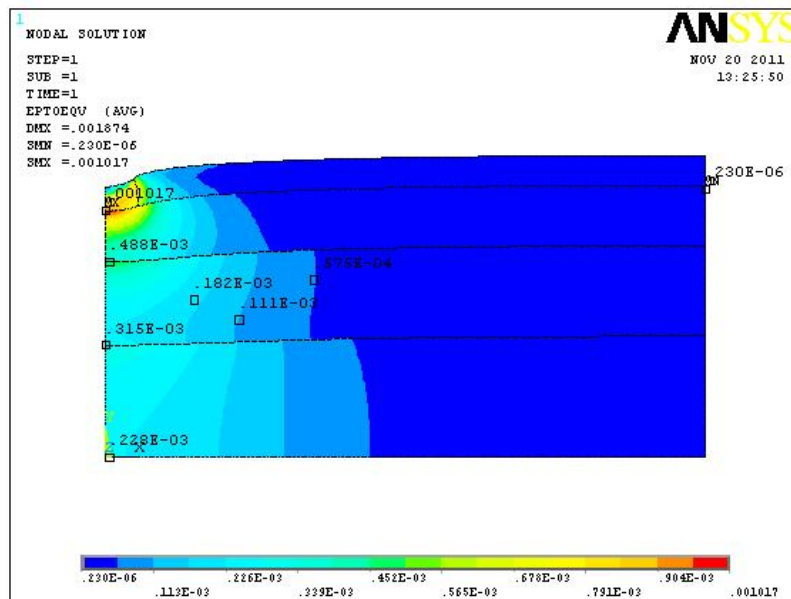 1
NODAL SOLUTION
STEP=1
SUB =1
TIME=1
EPTOEQV (AVG)
DMX =.001874
SMN =.230E-06
SMX =.001017
ANSYS
NOV 20 2011
13:25:50
.001017
MX
.230E-06
MN
.488E-03
.575E-04
.182E-03
.111E-03
.315E-03
.228E-03
Y
Z
X
.230E-06
.113E-03
.226E-03
.339E-03
.452E-03
.565E-03
.678E-03
.791E-03
.904E-03
.001017